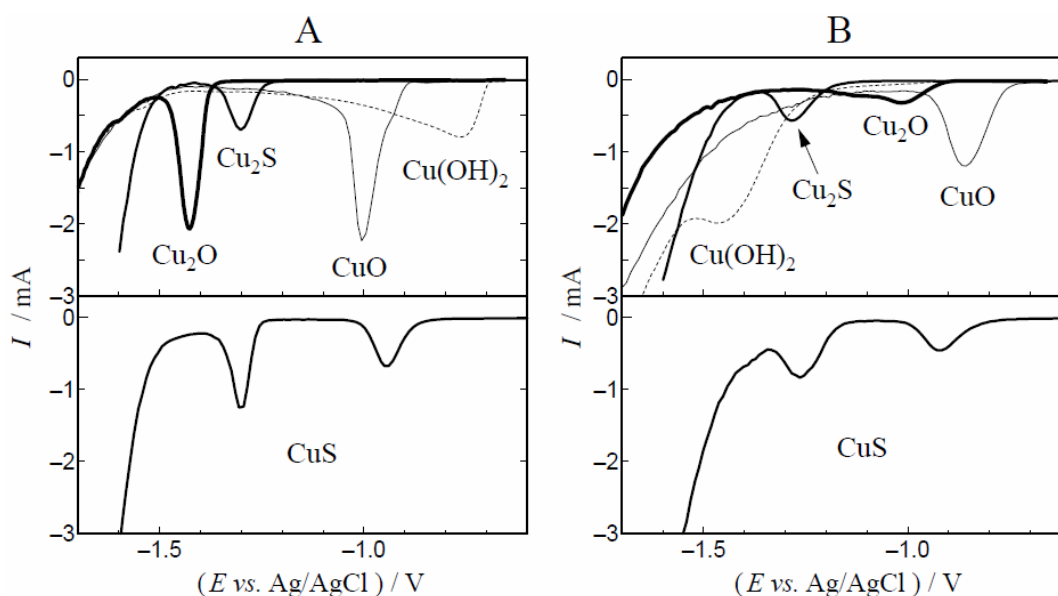 A
B
0
–1
–2
–3
Cu2O
Cu2S
CuO
Cu(OH)2
0
–1
–2
–3
Cu(OH)2
Cu2S
Cu2O
CuO
I / mA
0
–1
–2
–3
CuS
–1.5
–1.0
(E vs. Ag/AgCl) / V
I / mA
0
–1
–2
–3
CuS
–1.5
–1.0
(E vs. Ag/AgCl) / V